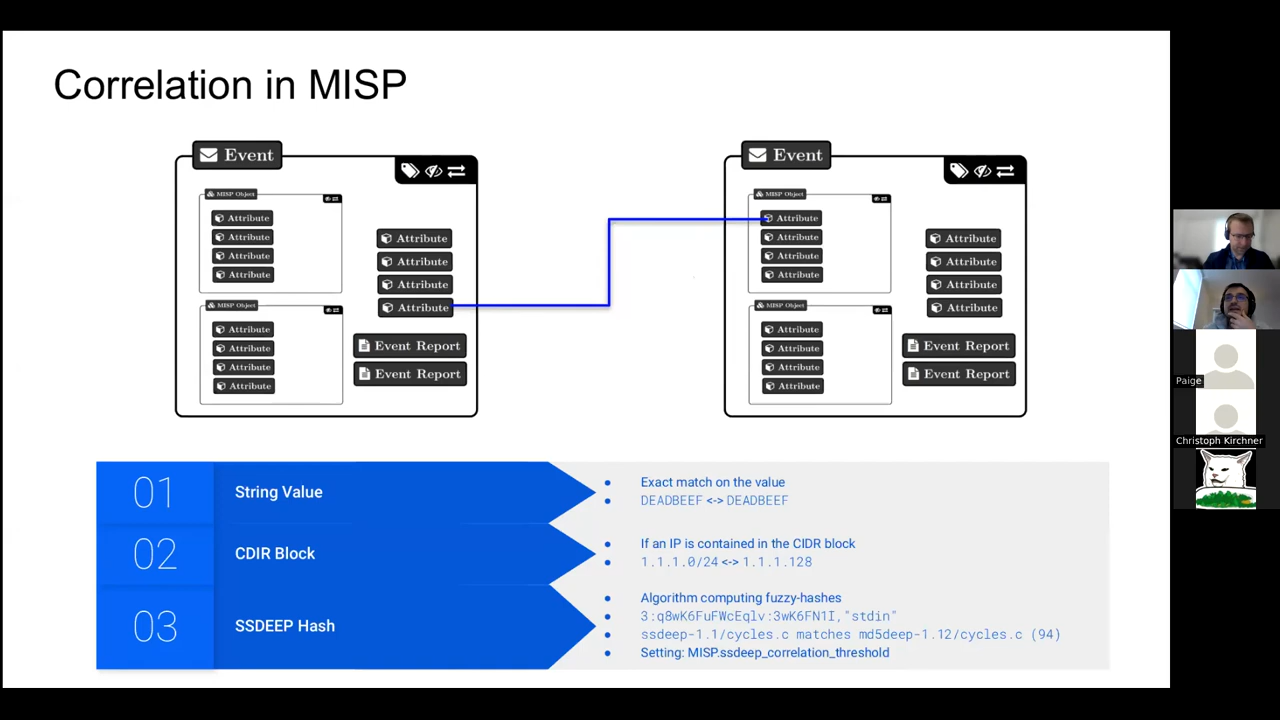 Correlation in MISP
Event
MISP Object
Attribute
Attribute
Attribute
Attribute
MISP Object
Attribute
Attribute
Attribute
Attribute
Attribute
Attribute
Attribute
Attribute
Event Report
Event Report
Event
MISP Object
Attribute
Attribute
Attribute
Attribute
MISP Object
Attribute
Attribute
Attribute
Attribute
Attribute
Attribute
Attribute
Attribute
Event Report
Event Report
01
String Value
Exact match on the value
DEADBEEF <-> DEADBEEF
02
CDIR Block
If an IP is contained in the CIDR block
1.1.1.0/24 <-> 1.1.1.128
03
SSDEEP Hash
Algorithm computing fuzzy-hashes
3:q8wK6FuFWcEqlv:3wK6FN1I,"stdin"
ssdeep-1.1/cycles.c matches md5deep-1.12/cycles.c (94)
Setting: MISP.ssdeep_correlation_threshold
Paige
Christoph Kirchner